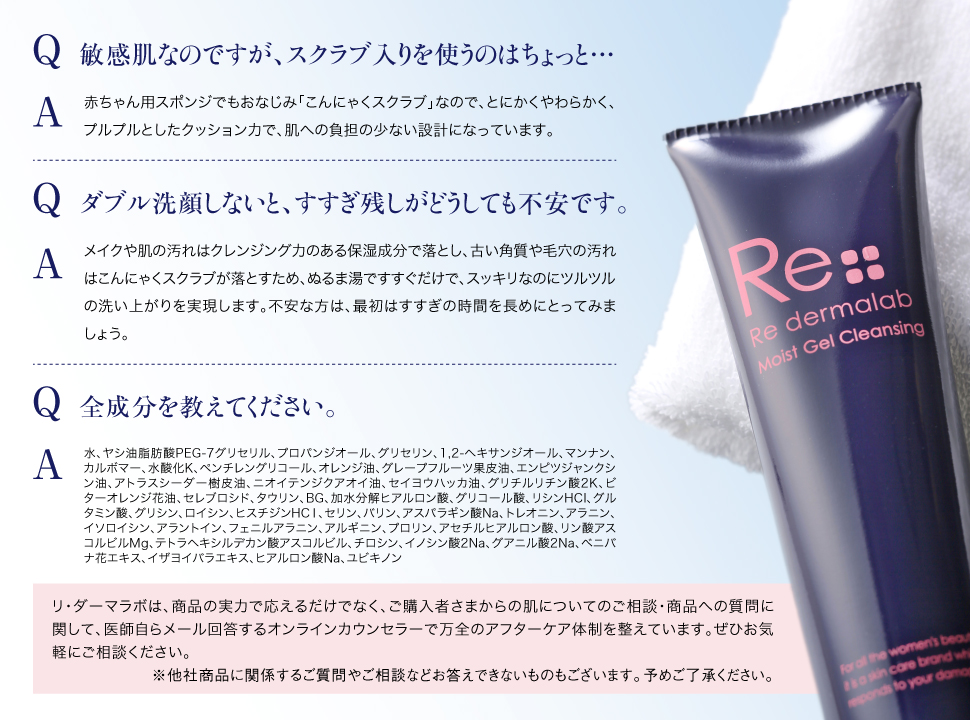 Q 敏感肌なのですが、スクラブ入りを使うのはちょっと…
A 赤ちゃん用スポンジでもおなじみ「こんにゃくスクラブ」なので、とにかくやわらかく、
プルプルとしたクッション力で、肌への負担の少ない設計になっています。
Q ダブル洗顔しないと、すすぎ残しがどうしても不安です。
A メイクや肌の汚れはクレンジング力のある保湿成分で落とし、古い角質や毛穴の汚れ
はこんにゃくスクラブが落とすため、ぬるま湯ですすぐだけで、スッキリなのにツルツル
の洗い上がりを実現します。不安な方は、最初はすすぎの時間を長めにとってみま
しょう。
Q 全成分を教えてください。
A 水、ヤシ油脂肪酸PEG-7グリセリル、プロパンジオール、グリセリン、1,2-ヘキサンジオール、マンナン、
カルボマー、水酸化K、ペンチレングリコール、オレンジ油、グレープフルーツ果皮油、エンピツジャンクシ
ン油、アトラスシーダー樹皮油、ニオイテンジクアオイ油、セイヨウハッカ油、グリチルリチン酸2K、ビ
ターオレンジ花油、セレブロシド、タウリン、BG、加水分解ヒアルロン酸、グリコール酸、リシンHCl、グル
タミン酸、グリシン、ロイシン、ヒスチジンHCl、セリン、バリン、アスパラギン酸Na、トレオニン、アラニン、
イソロイシン、アラントイン、フェニルアラニン、アルギニン、プロリン、アセチルヒアルロン酸、リン酸アス
コルビルMg、テトラヘキシルデカン酸アスコルビル、チロシン、イノシン酸2Na、グアニル酸2Na、ベニバ
ナ花エキス、イザヨイバラエキス、ヒアルロン酸Na、ユビキノン
リ・ダーマラボは、商品の実力で応えるだけでなく、ご購入者さまからの肌についてのご相談・商品への質問に
関して、医師自らメール回答するオンラインカウンセラーで万全のアフターケア体制を整えています。ぜひお気
軽にご相談ください。
※他社商品に関係するご質問やご相談などお答えできないものもございます。予めご了承ください。
Re
Re dermalab
Moist Gel Cleansing
For all the women's beau
It is a skin care brand wh
responds to your dama